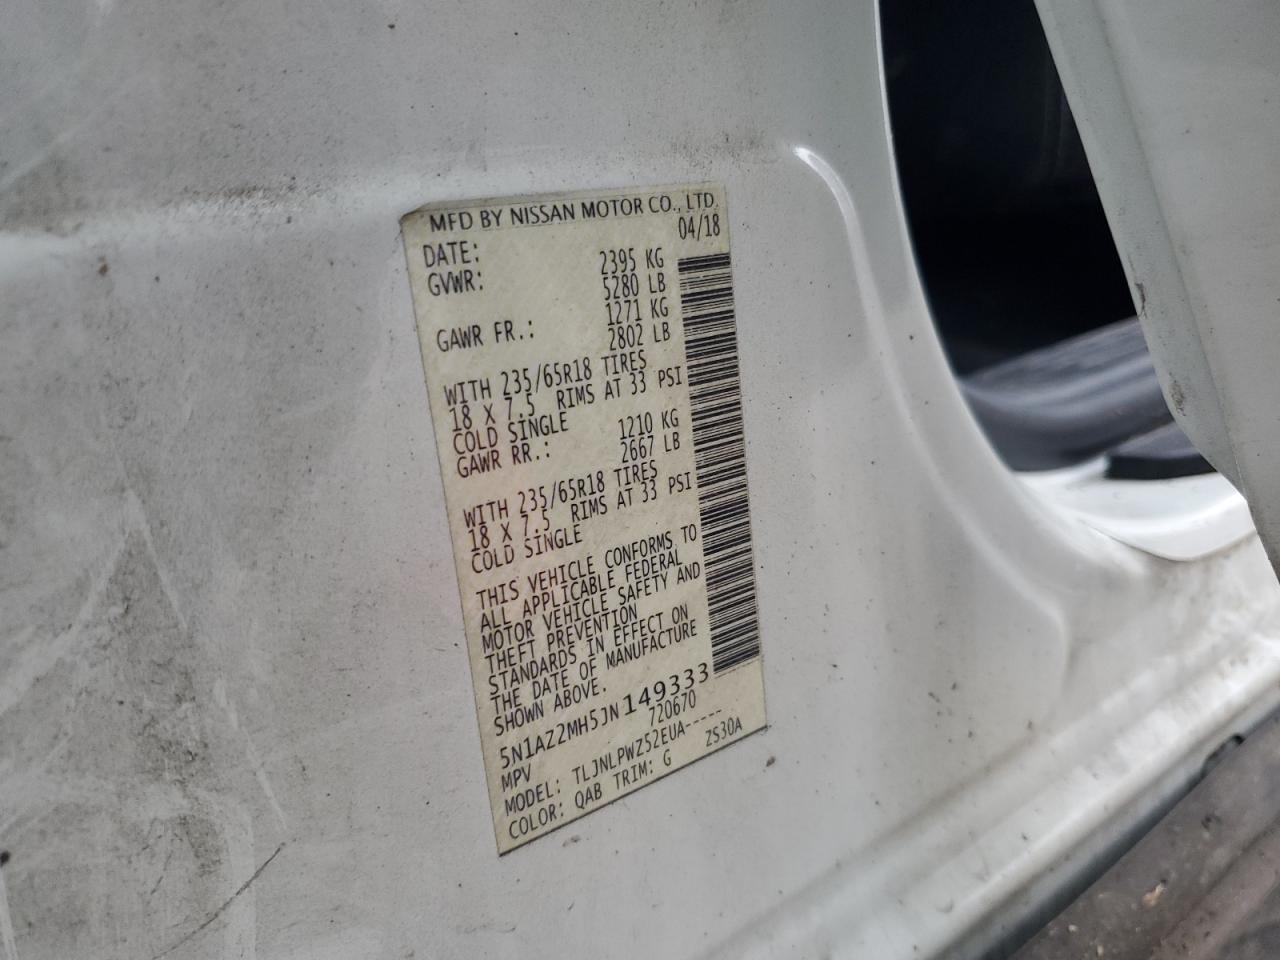 MFD BY NISSAN MOTOR CO., LTD.
DATE: 04/18
GVWR: 2395 KG
5280 LB
GAWR FR.: 1271 KG
2802 LB
WITH 235/65R18 TIRES
18 X 7.5 RIMS AT 33 PSI
COLD SINGLE
GAWR RR.: 1210 KG
2667 LB
WITH 235/65R18 TIRES
18 X 7.5 RIMS AT 33 PSI
COLD SINGLE
THIS VEHICLE CONFORMS TO
ALL APPLICABLE FEDERAL
MOTOR VEHICLE SAFETY AND
THEFT PREVENTION
STANDARDS IN EFFECT ON
THE DATE OF MANUFACTURE
SHOWN ABOVE.
5N1AZ2MH5JN149333
MPV 720670
MODEL: TLJNLPWZ52EUA-----
COLOR: QAB TRIM: G ZS30A